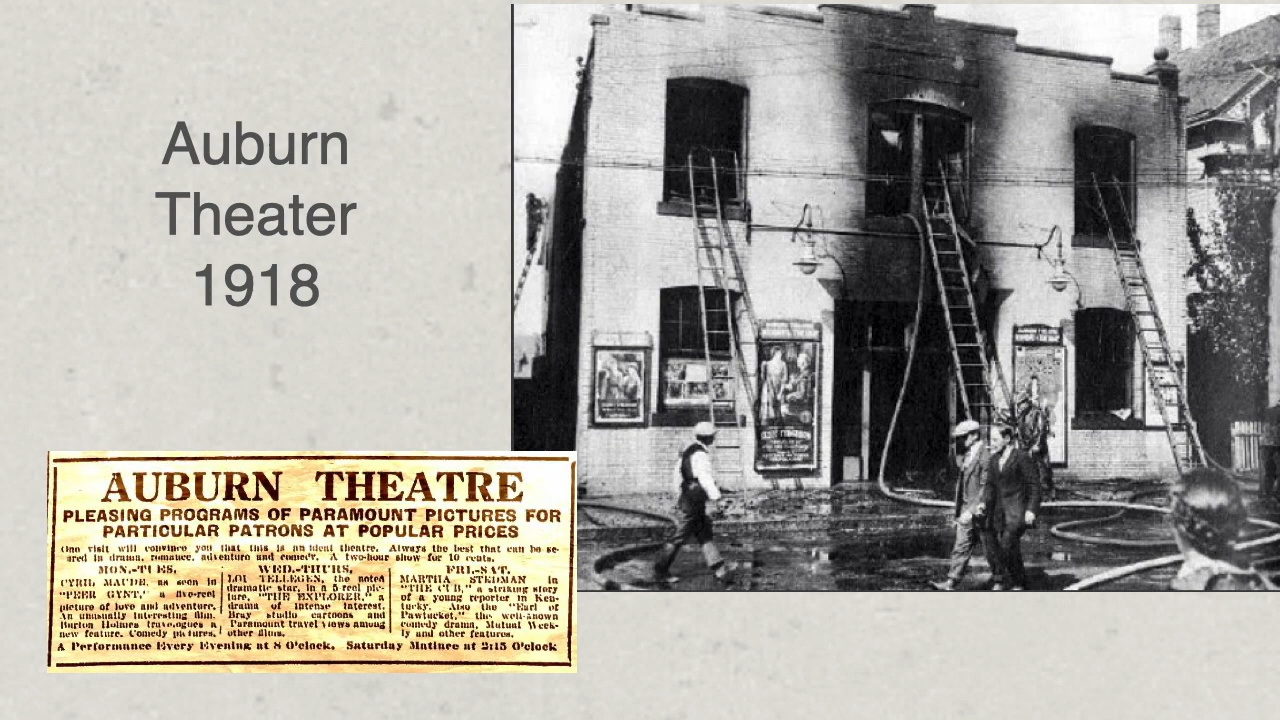 Auburn
Theater
1918
AUBURN THEATRE
PLEASING PROGRAMS OF PARAMOUNT PICTURES FOR
PARTICULAR PATRONS AT POPULAR PRICES
One visit will convince you that this is an ideal theatre. Always the best that can be se-
ared in drama, romance, adventure and comedy. A two-hour show for 10 cents.
MON.-TUES.
CYRIL MAUDE, as seen in
"PEER GYNT," a five-reel
picture of love and adventure.
An unusually interesting film.
Burton Holmes travelogues a
new feature. Comedy pictures.
WED.-THURS.
LOU TELLEGEN, the noted
dramatic star, in a 5-reel pic-
ture, "THE EXPLORER," a
drama of intense interest.
Bray studio cartoons and
Paramount travel views among
other films.
FRI.-SAT.
MARTHA STEDMAN in
"THE CUB," a striking story
of a young reporter in Ken-
tucky. Also the "Earl of
Pawtucket," the well-known
comedy drama, Mutual Week-
ly and other features.
A Performance Every Evening at 8 O'clock. Saturday Matinee at 2:15 O'clock